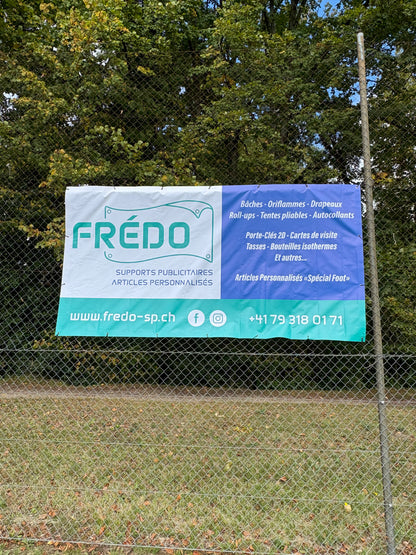 FRÉDO
SUPPORTS PUBLICITAIRES
ARTICLES PERSONNALISÉS
Bâches - Oriflammes - Drapeaux
Roll-ups - Tentes pliables - Autocollants
Porte-Clés 2D - Cartes de visite
Tasses - Bouteilles isothermes
Et autres...
Articles Personnalisés «Spécial Foot»
www.fredo-sp.ch
+41 79 318 01 71